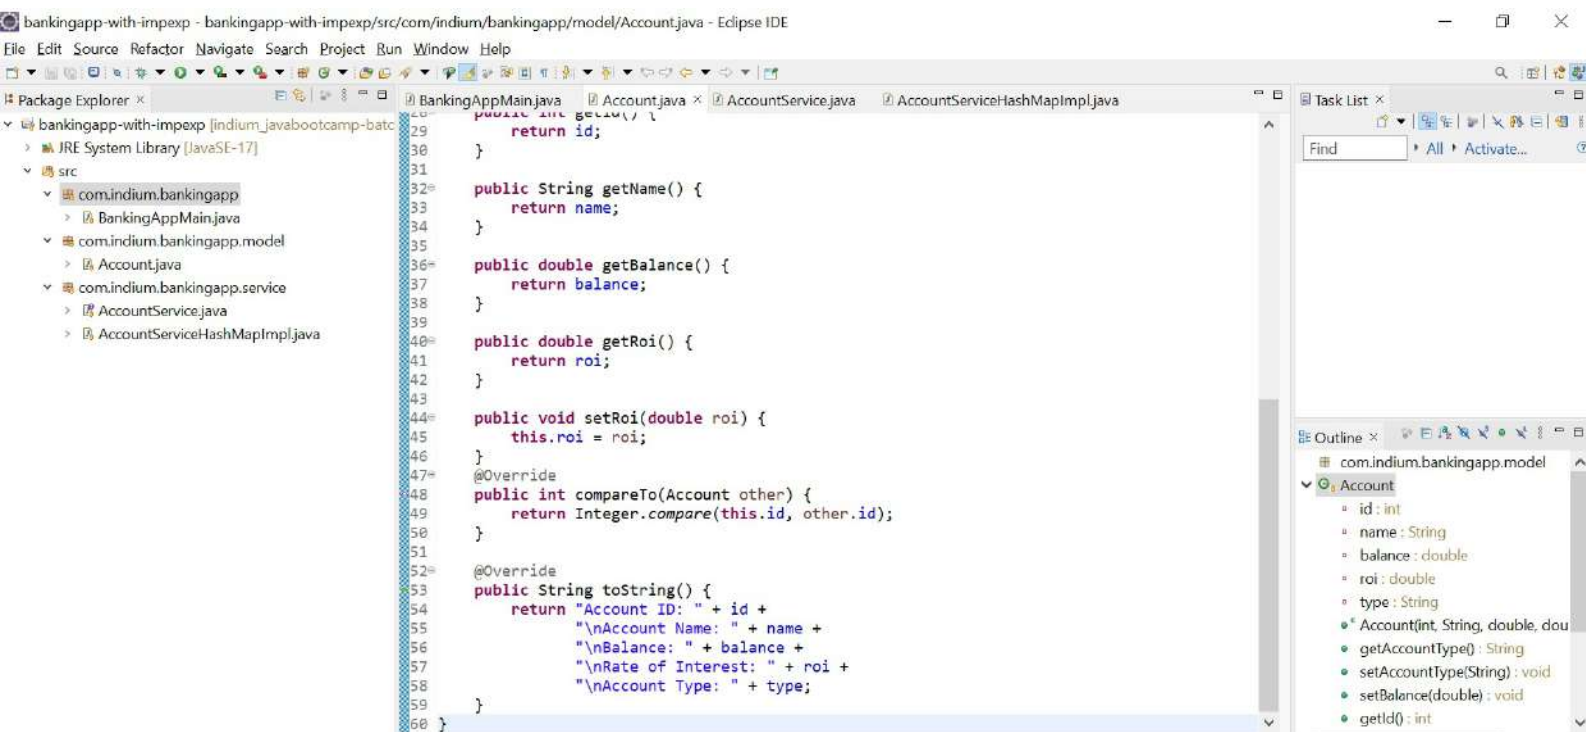 bankingapp-with-impexp - bankingapp-with-impexp/src/com/indium/bankingapp/model/Account.java - Eclipse IDE
File Edit Source Refactor Navigate Search Project Run Window Help
Package Explorer ×
bankingapp-with-impexp [indium_javabootcamp-batc
JRE System Library [JavaSE-17]
src
com.indium.bankingapp
BankingAppMain.java
com.indium.bankingapp.model
Account.java
com.indium.bankingapp.service
AccountService.java
AccountServiceHashMapImpl.java
BankingAppMain.java Account.java × AccountService.java AccountServiceHashMapImpl.java
28 public int getId() {
29 return id;
30 }
31
32 public String getName() {
33 return name;
34 }
35
36 public double getBalance() {
37 return balance;
38 }
39
40 public double getRoi() {
41 return roi;
42 }
43
44 public void setRoi(double roi) {
45 this.roi = roi;
46 }
47 @Override
48 public int compareTo(Account other) {
49 return Integer.compare(this.id, other.id);
50 }
51
52 @Override
53 public String toString() {
54 return "Account ID: " + id +
55 "\nAccount Name: " + name +
56 "\nBalance: " + balance +
57 "\nRate of Interest: " + roi +
58 "\nAccount Type: " + type;
59 }
60 }
Task List ×
Find All Activate...
Outline ×
com.indium.bankingapp.model
Account
id : int
name : String
balance : double
roi : double
type : String
Account(int, String, double, dou
getAccountType() : String
setAccountType(String) : void
setBalance(double) : void
getId() : int